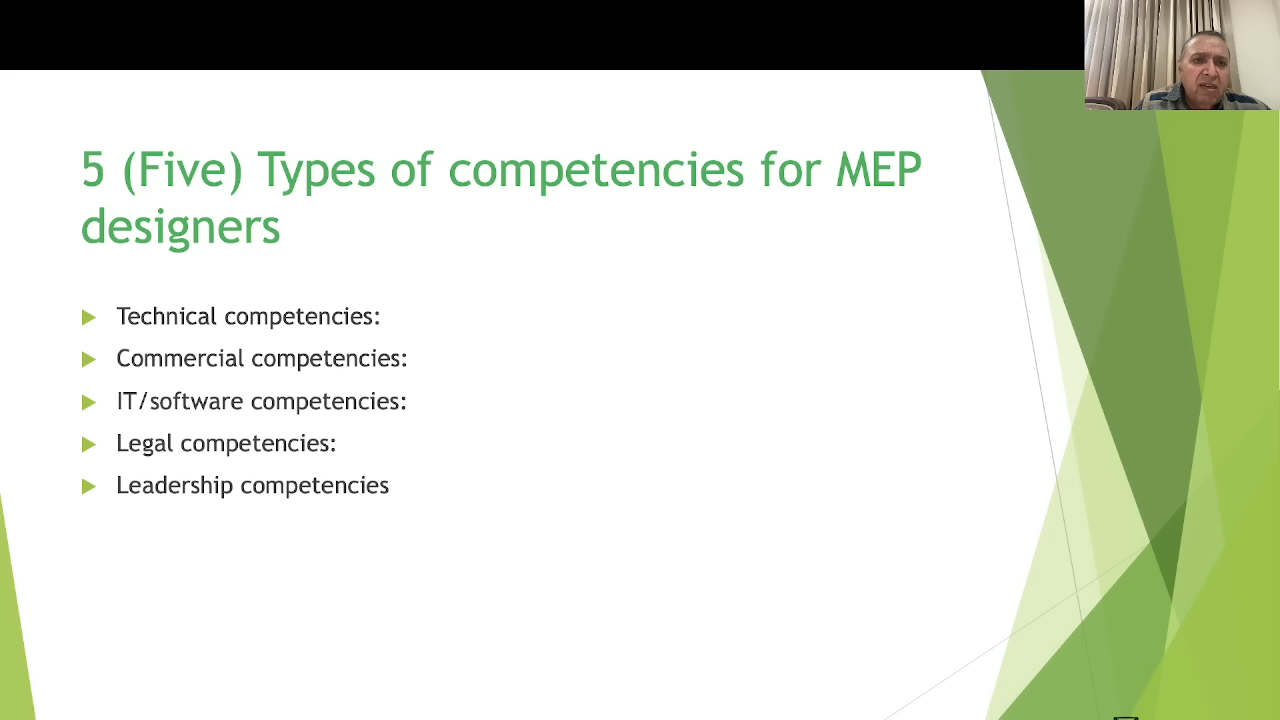 5 (Five) Types of competencies for MEP
designers
Technical competencies:
Commercial competencies:
IT/software competencies:
Legal competencies:
Leadership competencies